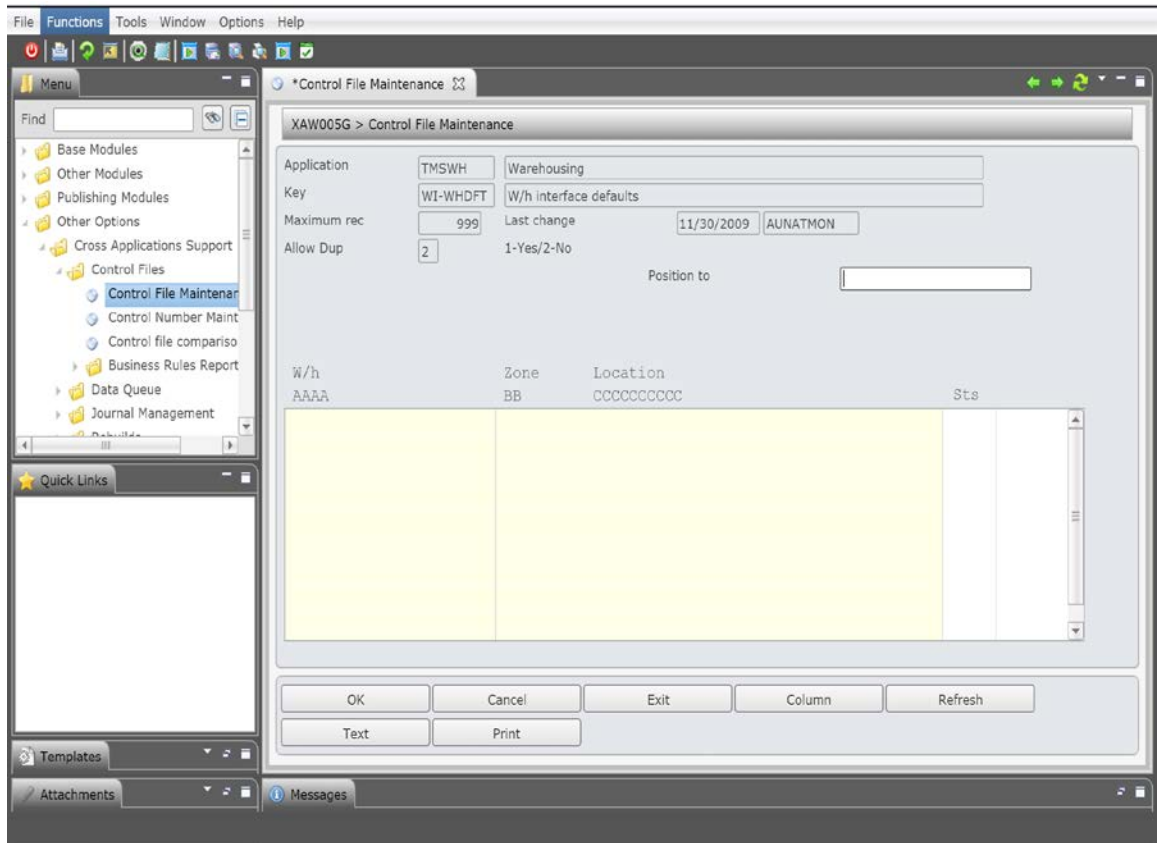 File Functions Tools Window Options Help
Menu
Find
Base Modules
Other Modules
Publishing Modules
Other Options
Cross Applications Support
Control Files
Control File Maintenar
Control Number Maint
Control file compariso
Business Rules Report
Data Queue
Journal Management
Quick Links
Templates
Attachments
*Control File Maintenance
XAW005G > Control File Maintenance
Application TMSWH Warehousing
Key WI-WHDFT W/h interface defaults
Maximum rec 999 Last change 11/30/2009 AUNATMON
Allow Dup 2 1-Yes/2-No
Position to
W/h Zone Location
AAAA BB CCCCCCCCCC Sts
OK Cancel Exit Column Refresh
Text Print
Messages